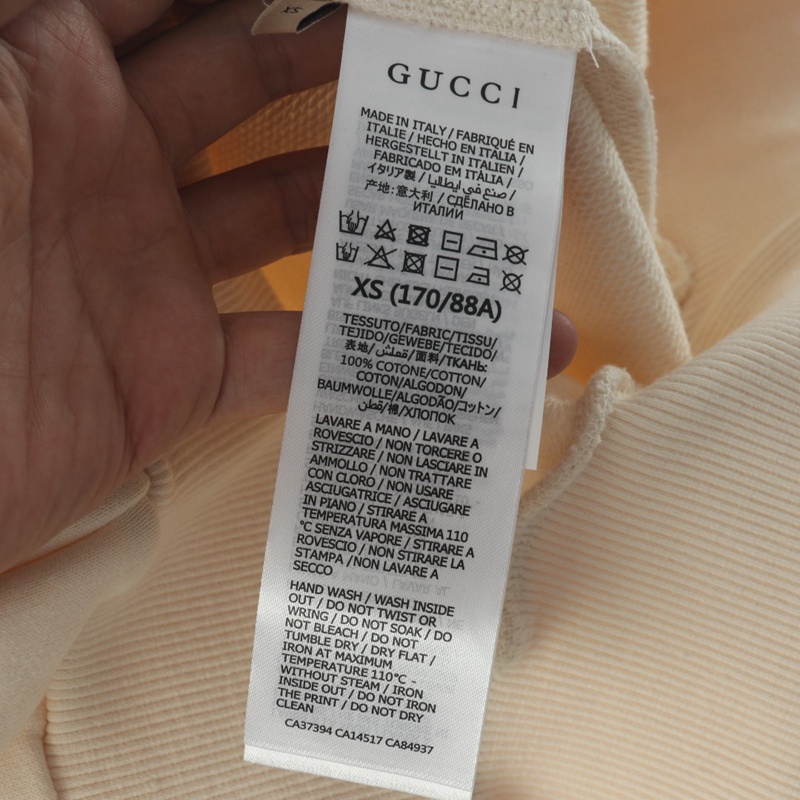 XS
GUCCI
MADE IN ITALY / FABRIQUÉ EN
ITALIE / HECHO EN ITALIA /
HERGESTELLT IN ITALIEN /
FABRICADO EM ITÀLIA /
イタリア製 / صنع في ايطاليا /
产地:意大利 / СДЕЛАНО В
ИТАЛИИ
XS (170/88A)
TESSUTO/FABRIC/TISSU/
TEJIDO/GEWEBE/TECIDO/
表地/قماش/面料/ТКАНЬ:
100% COTONE/COTTON/
COTON/ALGODON/
BAUMWOLLE/ALGODÃO/コットン/
قطن/棉/ХЛОПОК
LAVARE A MANO / LAVARE A
ROVESCIO / NON TORCERE O
STRIZZARE / NON LASCIARE IN
AMMOLLO / NON TRATTARE
CON CLORO / NON USARE
ASCIUGATRICE / ASCIUGARE
IN PIANO / STIRARE A
TEMPERATURA MASSIMA 110
°C SENZA VAPORE / STIRARE A
ROVESCIO / NON STIRARE LA
STAMPA /NON LAVARE A
SECCO
HAND WASH / WASH INSIDE
OUT / DO NOT TWIST OR
WRING / DO NOT SOAK / DO
NOT BLEACH / DO NOT
TUMBLE DRY / DRY FLAT /
IRON AT MAXIMUM
TEMPERATURE 110°C -
WITHOUT STEAM / IRON
INSIDE OUT / DO NOT IRON
THE PRINT / DO NOT DRY
CLEAN
CA37394 CA14517 CA84937